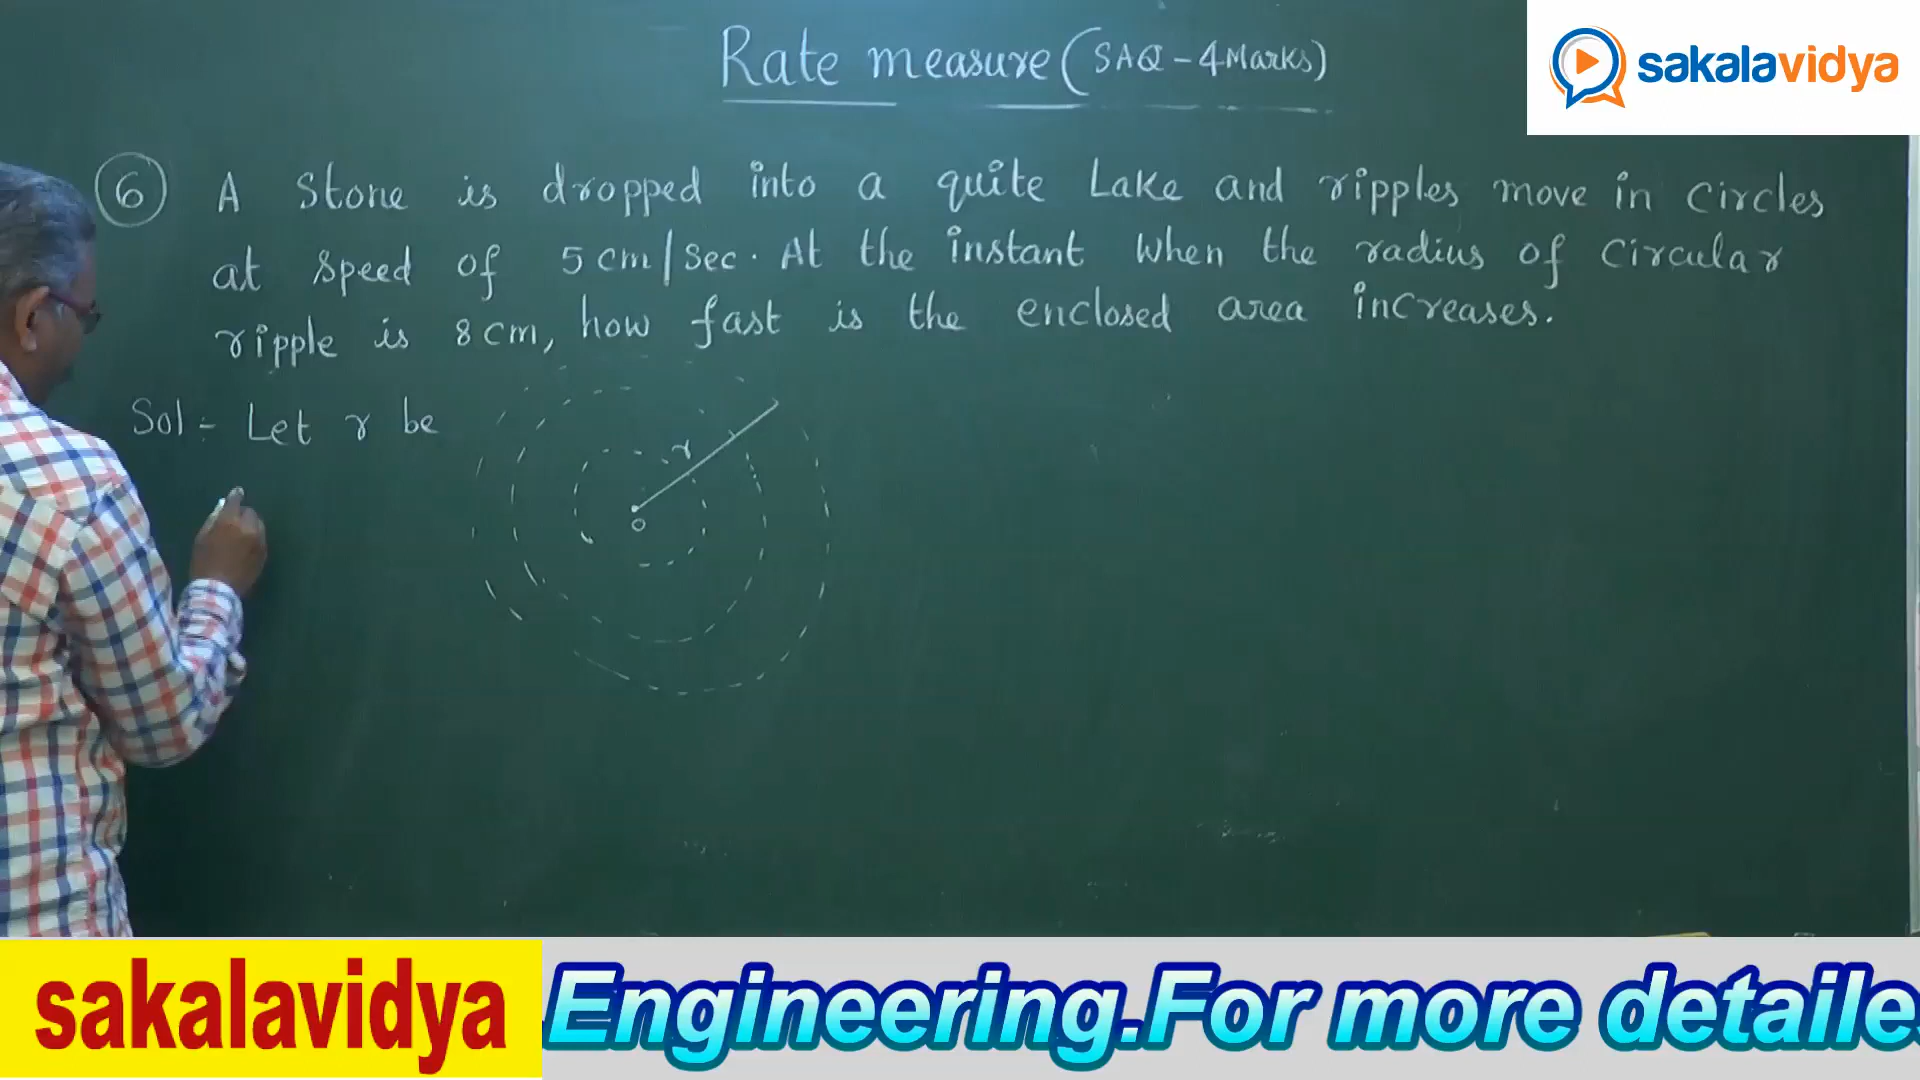 Rate measure (SAQ - 4 Marks)
sakalavidya
6 A stone is dropped into a quite Lake and ripples move in circles
at speed of 5 cm/sec. At the instant when the radius of circular
ripple is 8 cm, how fast is the enclosed area increases.
Sol:- Let r be
r
O
sakalavidya Engineering.For more detaile